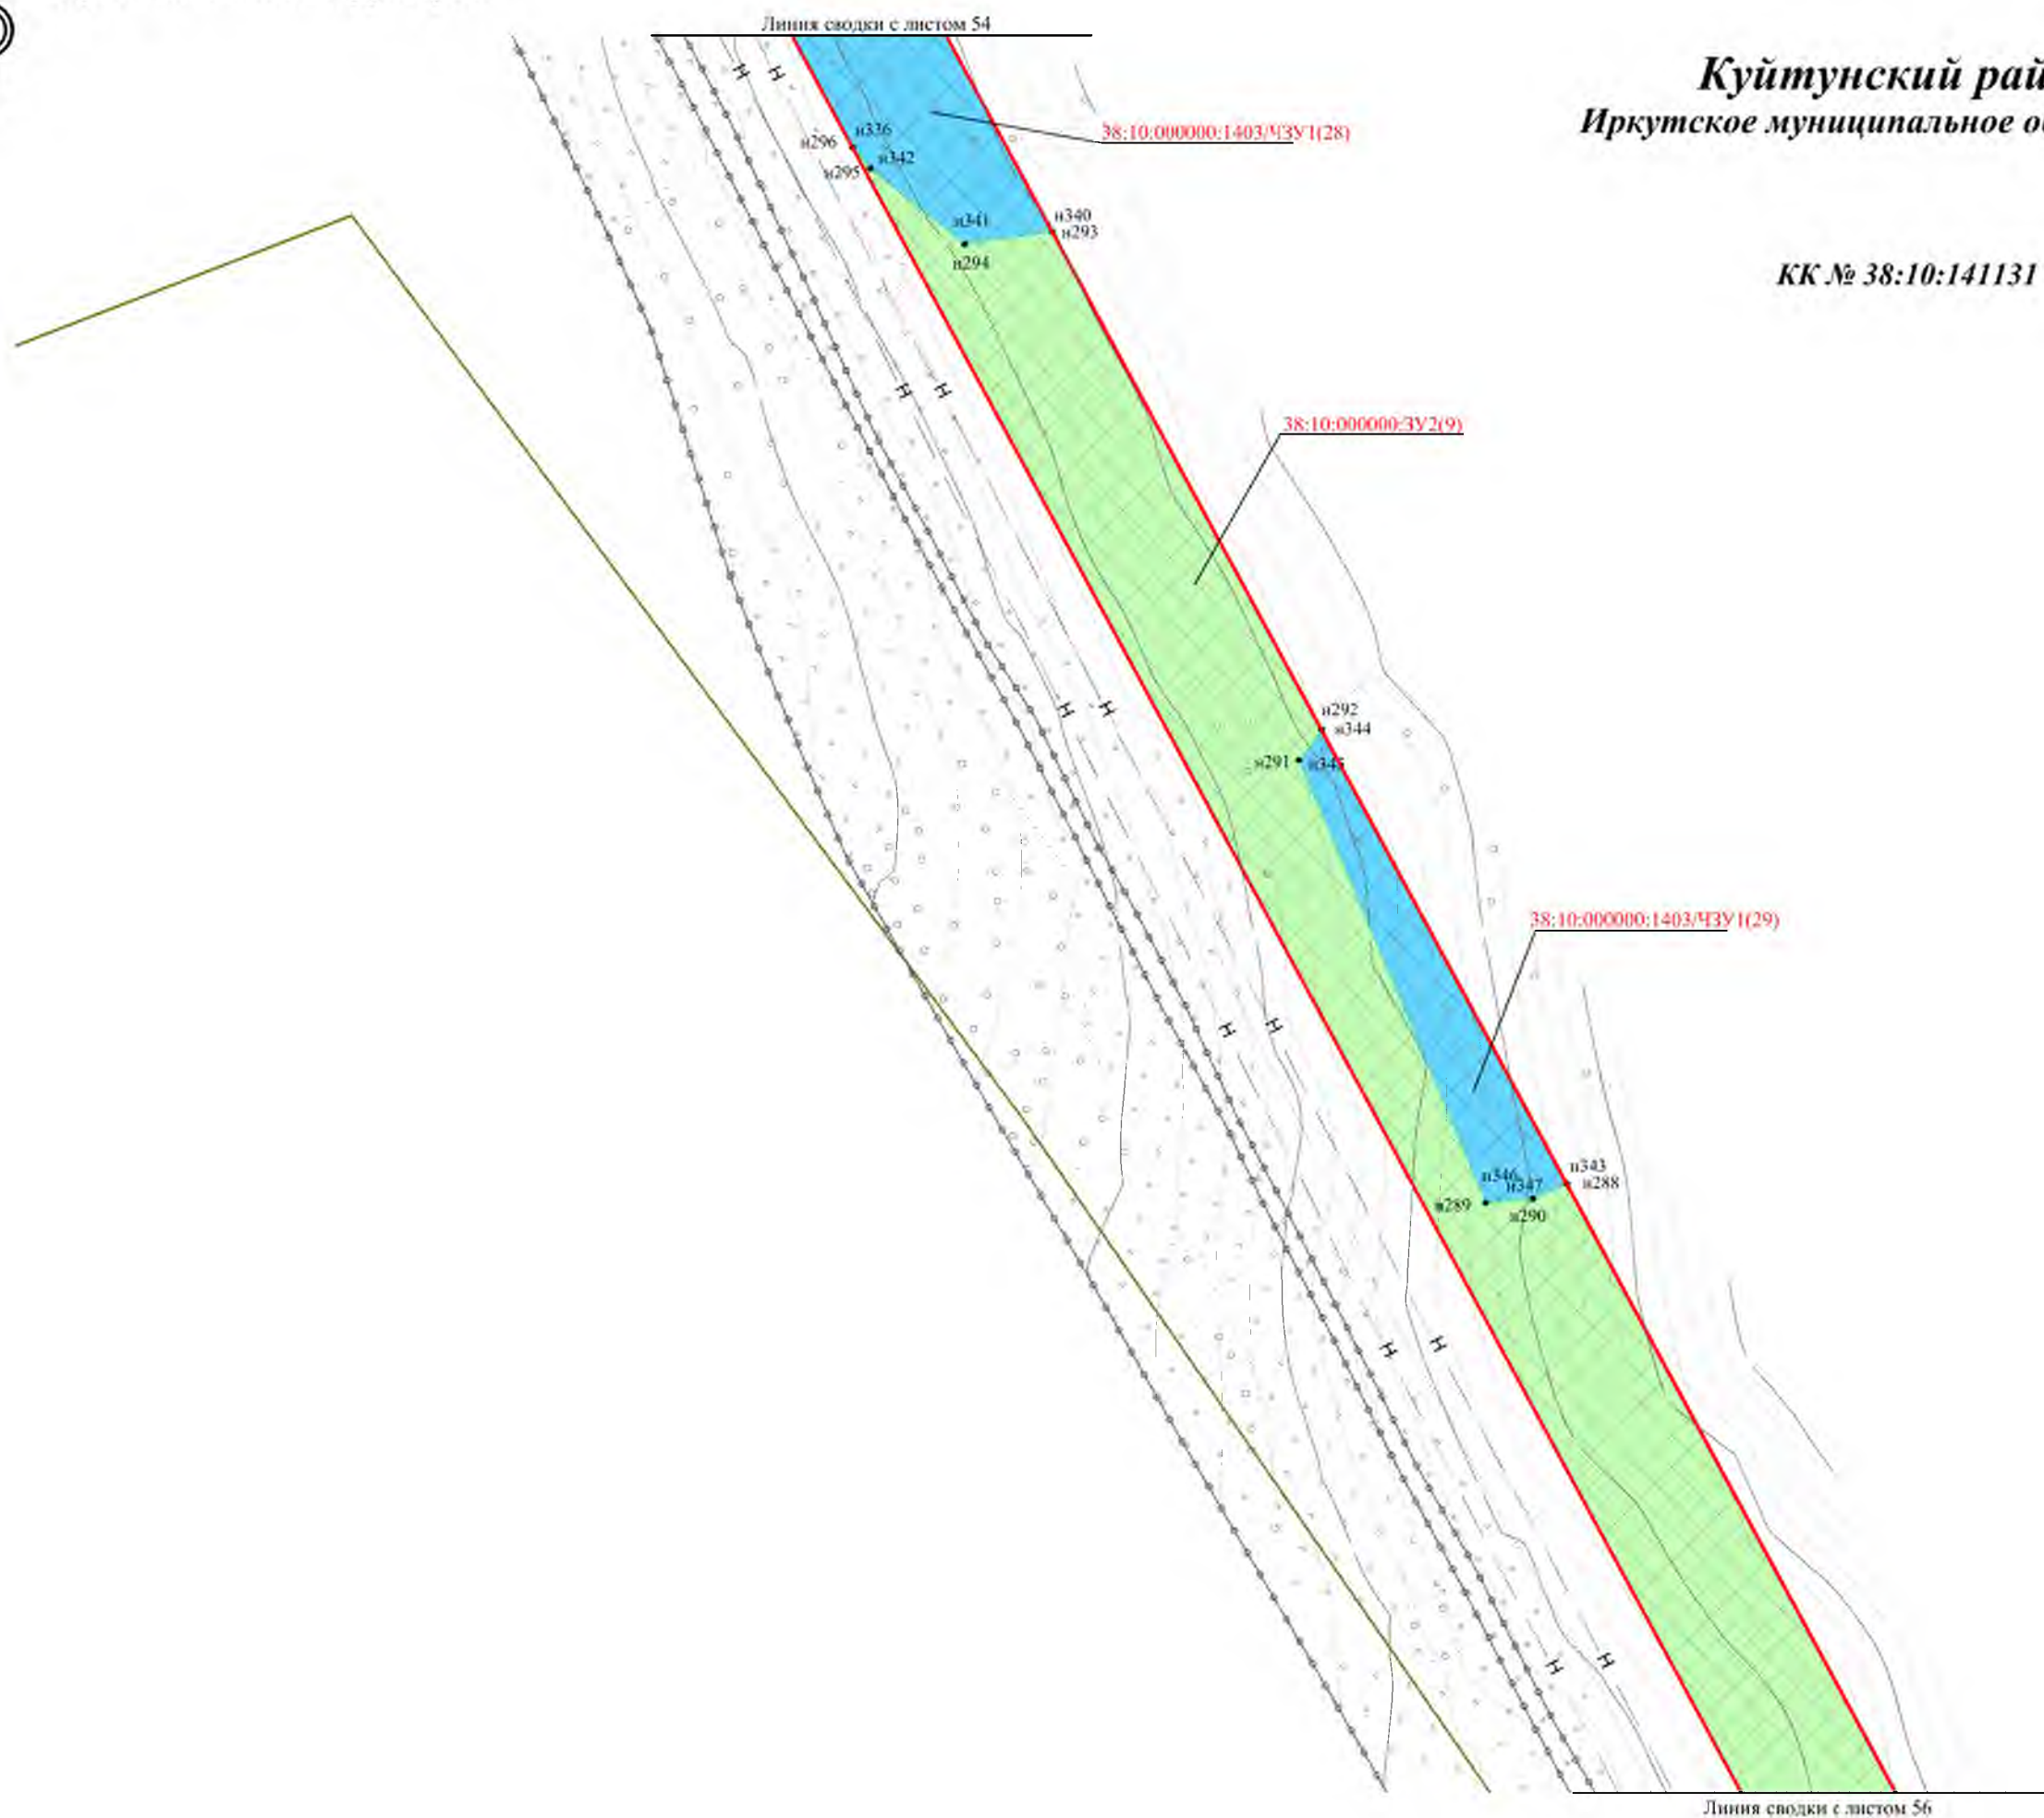 Линия сводки с листом 54
Куйтунский рай
Иркутское муниципальное об
КК № 38:10:141131
38:10:000000:1403/ЧЗУ1(28)
н336
н296
н342
н295
н341
н294
н340
н293
Н Н
Н Н
38:10:000000:ЗУ2(9)
н292
н344
Н Н
н291
н345
38:10:000000:1403/ЧЗУ1(29)
Н Н
н343
н288
н346
н347
н289
н290
Н Н
Н Н
Линия сводки с листом 56